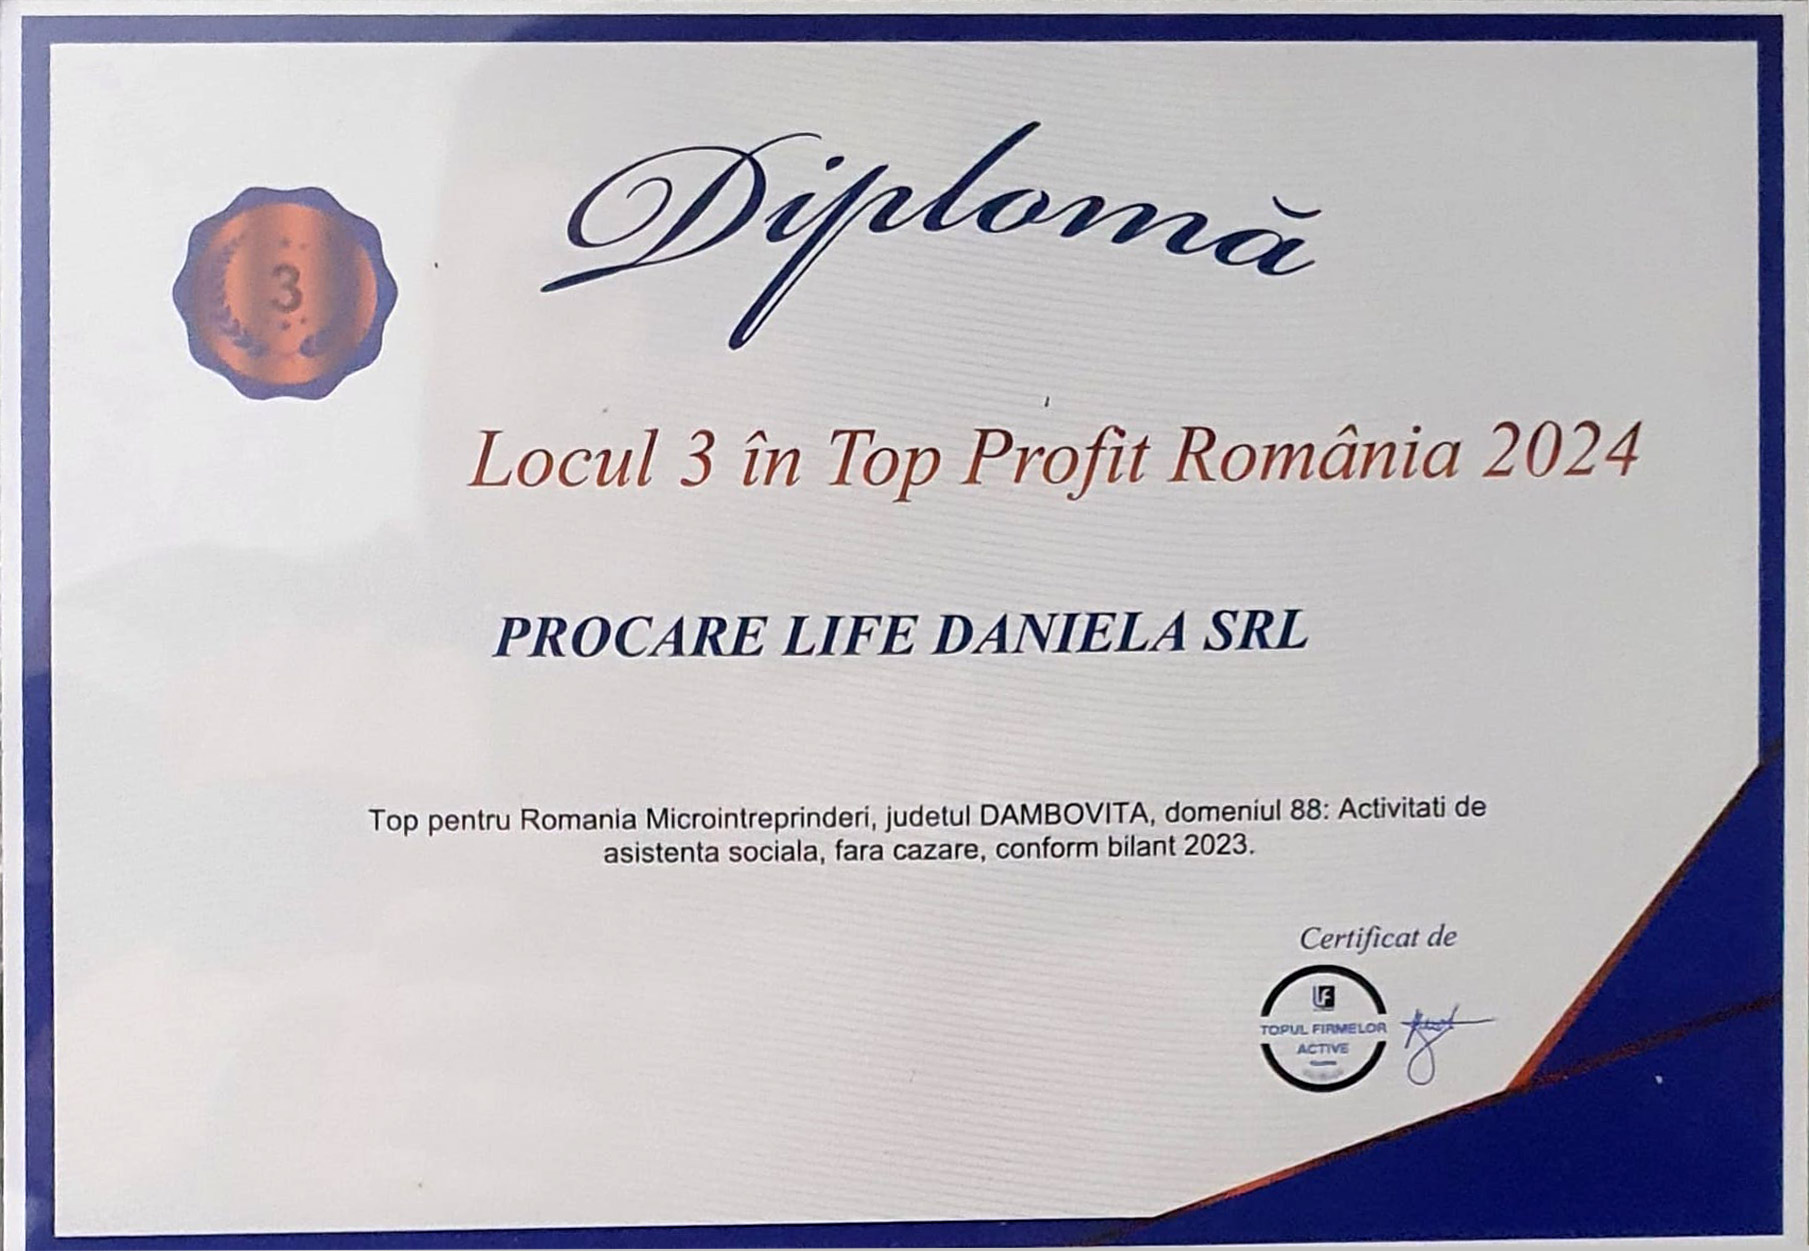 Diplomă
3
Locul 3 în Top Profit România 2024
PROCARE LIFE DANIELA SRL
Top pentru Romania Microintreprinderi, judetul DAMBOVITA, domeniul 88: Activitati de
asistenta sociala, fara cazare, conform bilant 2023.
Certificat de
TOPUL FIRMELOR
ACTIVE